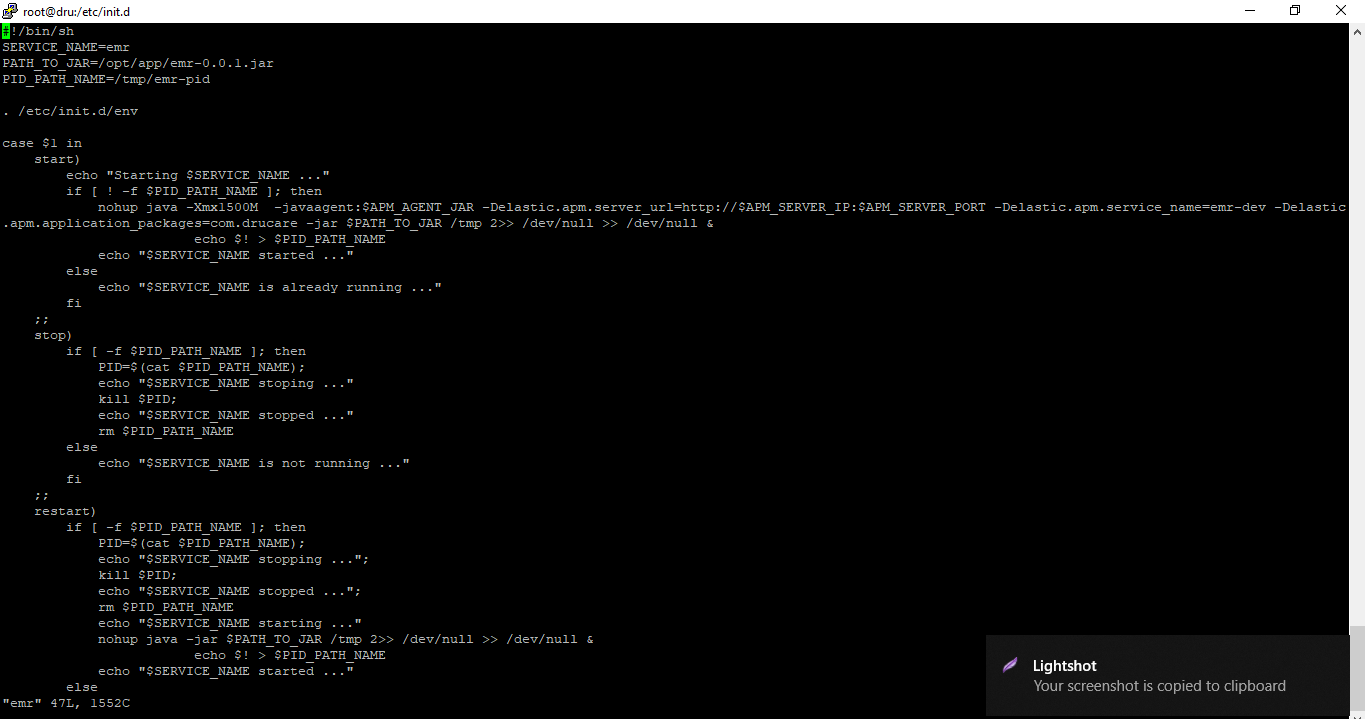 root@dru:/etc/init.d
#!/bin/sh
SERVICE_NAME=emr
PATH_TO_JAR=/opt/app/emr-0.0.1.jar
PID_PATH_NAME=/tmp/emr-pid
. /etc/init.d/env
case $1 in
start)
echo "Starting $SERVICE_NAME ..."
if [ ! -f $PID_PATH_NAME ]; then
nohup java -Xmx1500M  -javaagent:$APM_AGENT_JAR -Delastic.apm.server_url=http://$APM_SERVER_IP:$APM_SERVER_PORT -Delastic.apm.service_name=emr-dev -Delastic
.apm.application_packages=com.drucare -jar $PATH_TO_JAR /tmp 2>> /dev/null >> /dev/null &
echo $! > $PID_PATH_NAME
echo "$SERVICE_NAME started ..."
else
echo "$SERVICE_NAME is already running ..."
fi
;;
stop)
if [ -f $PID_PATH_NAME ]; then
PID=$(cat $PID_PATH_NAME);
echo "$SERVICE_NAME stoping ..."
kill $PID;
echo "$SERVICE_NAME stopped ..."
rm $PID_PATH_NAME
else
echo "$SERVICE_NAME is not running ..."
fi
;;
restart)
if [ -f $PID_PATH_NAME ]; then
PID=$(cat $PID_PATH_NAME);
echo "$SERVICE_NAME stopping ...";
kill $PID;
echo "$SERVICE_NAME stopped ...";
rm $PID_PATH_NAME
echo "$SERVICE_NAME starting ..."
nohup java -jar $PATH_TO_JAR /tmp 2>> /dev/null >> /dev/null &
echo $! > $PID_PATH_NAME
echo "$SERVICE_NAME started ..."
else
"emr" 47L, 1552C
Lightshot
Your screenshot is copied to clipboard